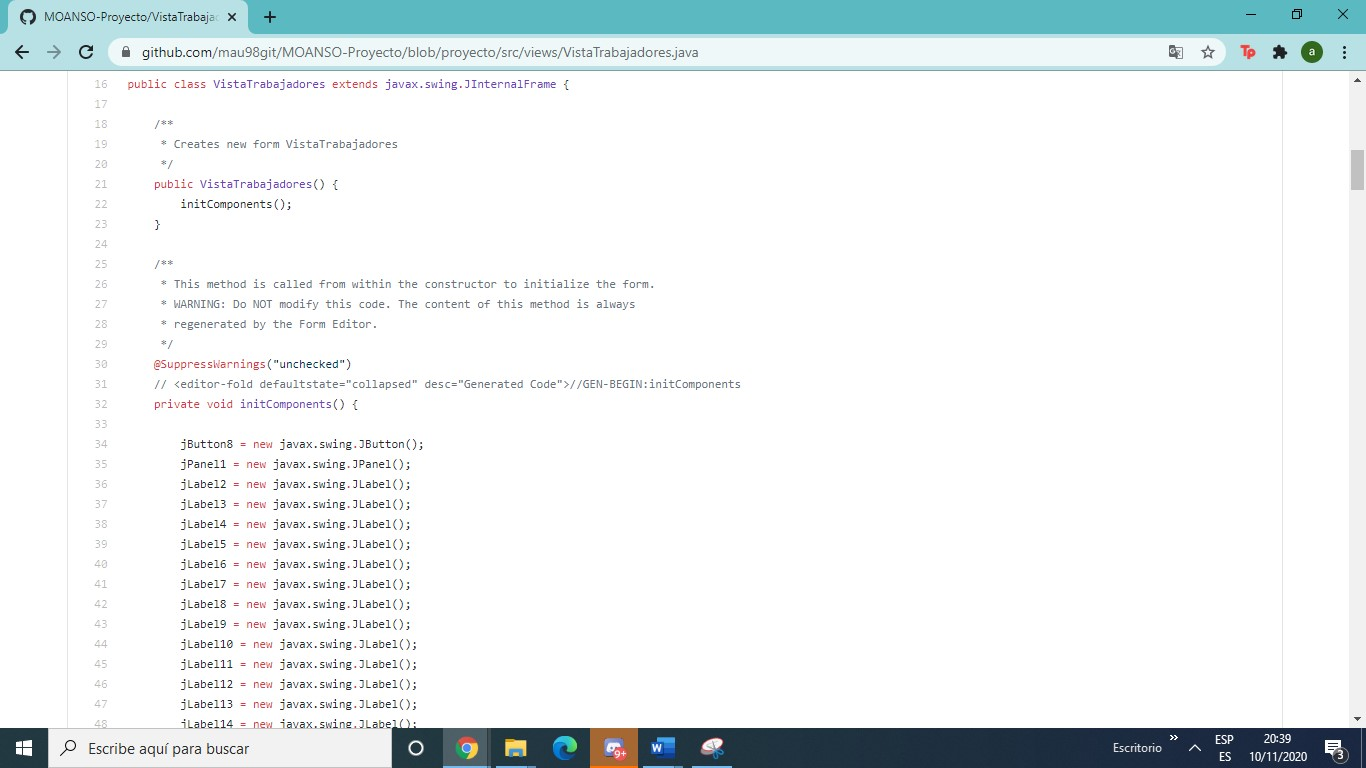 MOANSO-Proyecto/VistaTrabaja
github.com/mau98git/MOANSO-Proyecto/blob/proyecto/src/views/VistaTrabajadores.java
Tp
a
16 public class VistaTrabajadores extends javax.swing.JInternalFrame {
17
18 /**
19 * Creates new form VistaTrabajadores
20 */
21 public VistaTrabajadores() {
22 initComponents();
23 }
24
25 /**
26 * This method is called from within the constructor to initialize the form.
27 * WARNING: Do NOT modify this code. The content of this method is always
28 * regenerated by the Form Editor.
29 */
30 @SuppressWarnings("unchecked")
31 // <editor-fold defaultstate="collapsed" desc="Generated Code">//GEN-BEGIN:initComponents
32 private void initComponents() {
33
34 jButton8 = new javax.swing.JButton();
35 jPanel1 = new javax.swing.JPanel();
36 jLabel2 = new javax.swing.JLabel();
37 jLabel3 = new javax.swing.JLabel();
38 jLabel4 = new javax.swing.JLabel();
39 jLabel5 = new javax.swing.JLabel();
40 jLabel6 = new javax.swing.JLabel();
41 jLabel7 = new javax.swing.JLabel();
42 jLabel8 = new javax.swing.JLabel();
43 jLabel9 = new javax.swing.JLabel();
44 jLabel10 = new javax.swing.JLabel();
45 jLabel11 = new javax.swing.JLabel();
46 jLabel12 = new javax.swing.JLabel();
47 jLabel13 = new javax.swing.JLabel();
48 jLabel14 = new javax.swing.JLabel();
Escribe aquí para buscar
9+
W
Escritorio
ESP
ES
20:39
10/11/2020
3